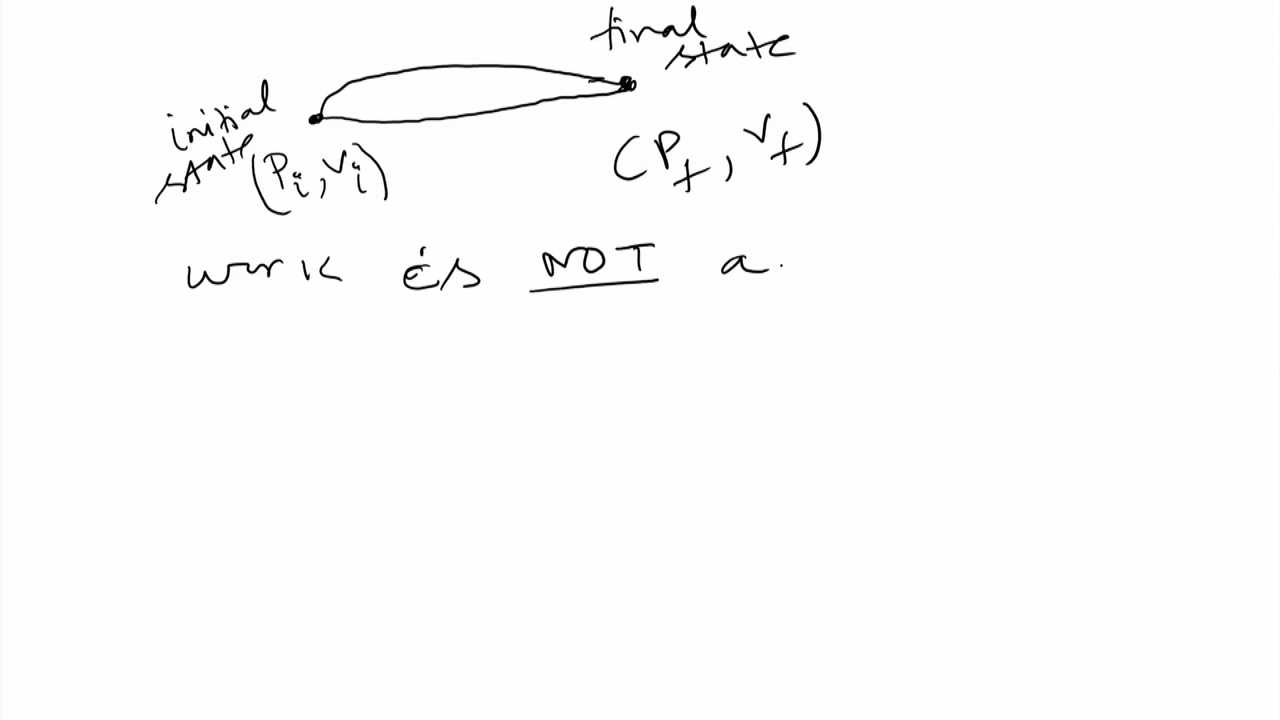 final
state
initial
state
(Pi, Vi)
(Pf, Vf)
work is NOT a.